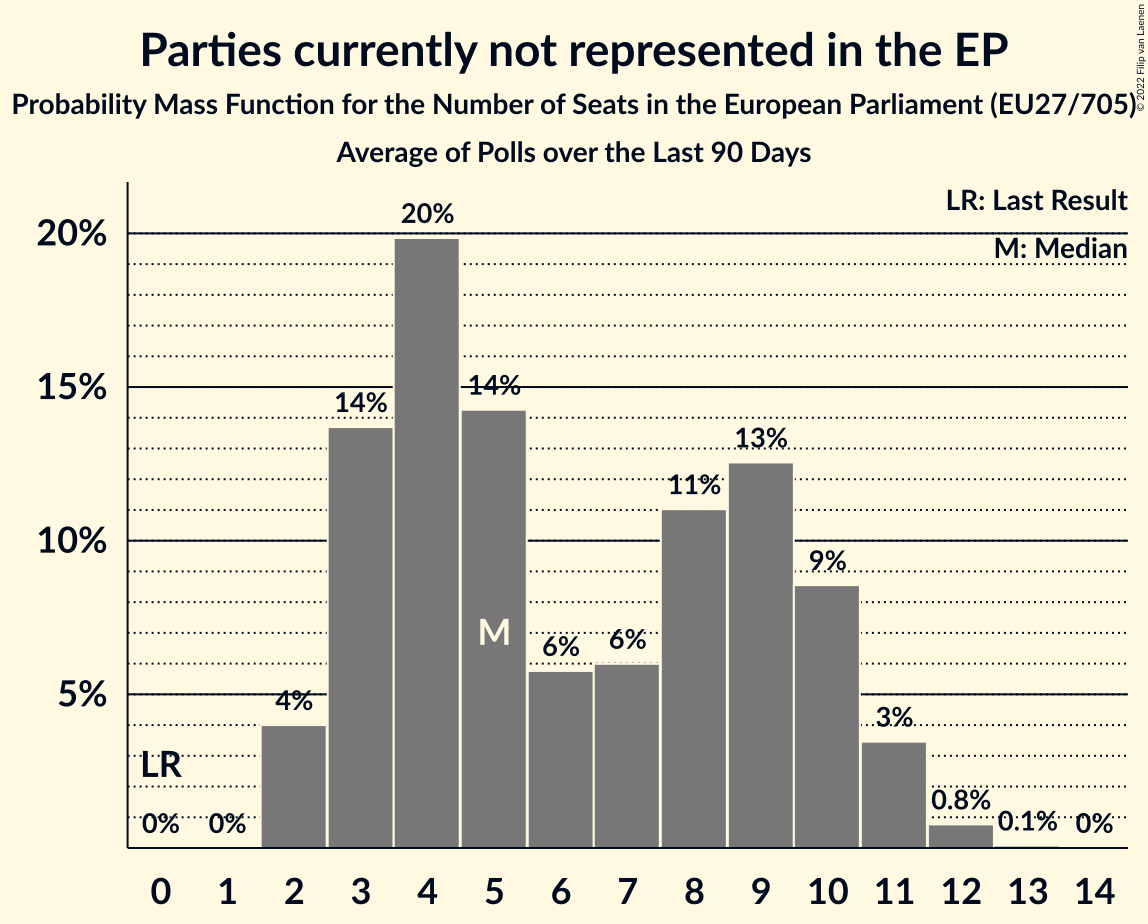 Parties currently not represented in the EP
Probability Mass Function for the Number of Seats in the European Parliament (EU27/705)
Average of Polls over the Last 90 Days
© 2022 Filip van Laenen
LR: Last Result
M: Median
20%
15%
10%
5%
LR
0%
0%
4%
14%
20%
14%
M
6%
6%
11%
13%
9%
3%
0.8%
0.1%
0%
0 1 2 3 4 5 6 7 8 9 10 11 12 13 14